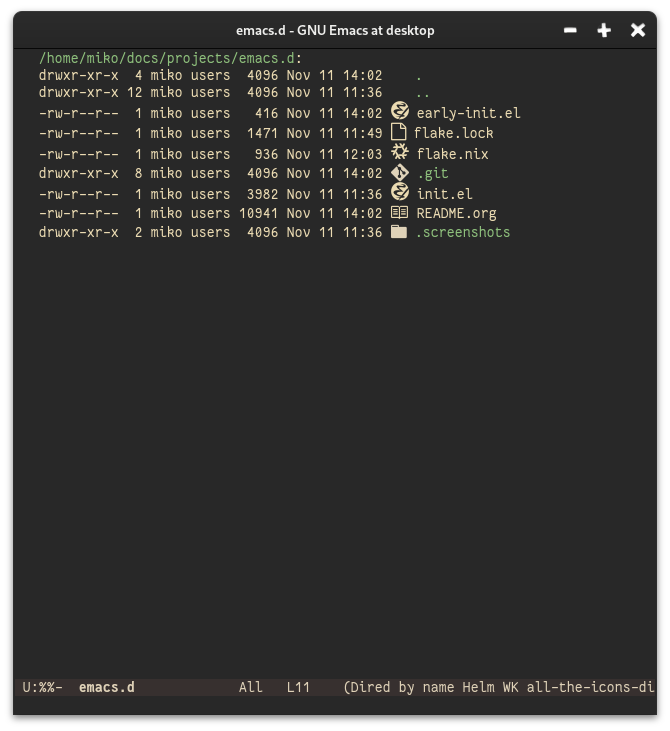 emacs.d - GNU Emacs at desktop
/home/miko/docs/projects/emacs.d:
drwxr-xr-x  4 miko users  4096 Nov 11 14:02 .
drwxr-xr-x 12 miko users  4096 Nov 11 11:36 ..
-rw-r--r--  1 miko users   416 Nov 11 14:02 early-init.el
-rw-r--r--  1 miko users  1471 Nov 11 11:49 flake.lock
-rw-r--r--  1 miko users   936 Nov 11 12:03 flake.nix
drwxr-xr-x  8 miko users  4096 Nov 11 14:02 .git
-rw-r--r--  1 miko users  3982 Nov 11 11:36 init.el
-rw-r--r--  1 miko users 10941 Nov 11 14:02 README.org
drwxr-xr-x  2 miko users  4096 Nov 11 11:36 .screenshots
U:%%-  emacs.d   All   L11   (Dired by name Helm WK all-the-icons-di